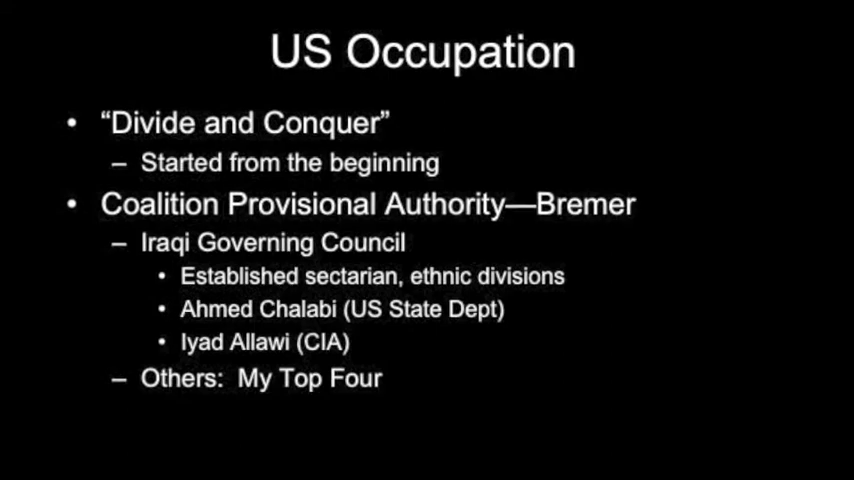 US Occupation
• “Divide and Conquer”
– Started from the beginning
• Coalition Provisional Authority—Bremer
– Iraqi Governing Council
• Established sectarian, ethnic divisions
• Ahmed Chalabi (US State Dept)
• Iyad Allawi (CIA)
– Others:  My Top Four